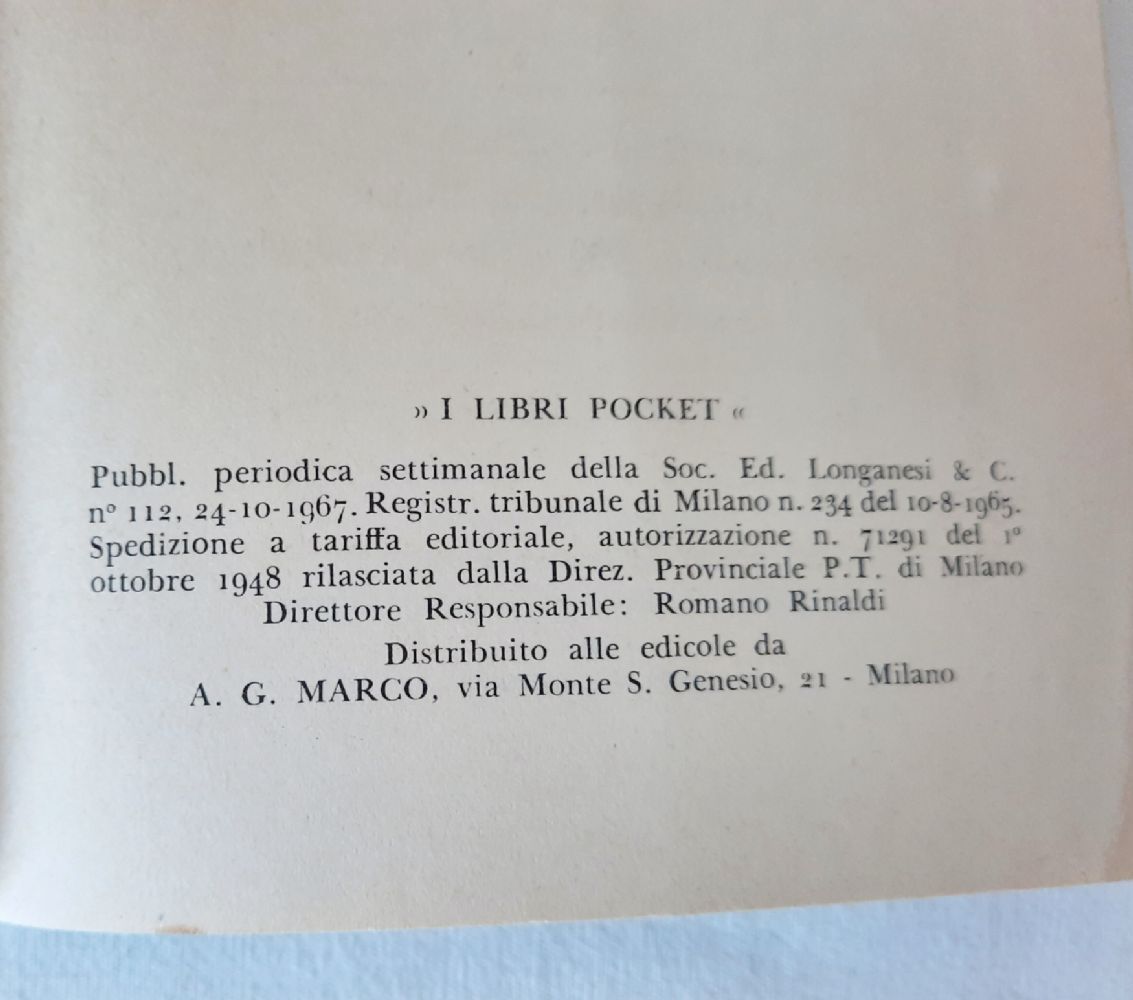 » I LIBRI POCKET «
Pubbl. periodica settimanale della Soc. Ed. Longanesi & C.
n° 112, 24-10-1967. Registr. tribunale di Milano n. 234 del 10-8-1965.
Spedizione a tariffa editoriale, autorizzazione n. 71291 del 1°
ottobre 1948 rilasciata dalla Direz. Provinciale P.T. di Milano
Direttore Responsabile: Romano Rinaldi
Distribuito alle edicole da
A. G. MARCO, via Monte S. Genesio, 21 - Milano